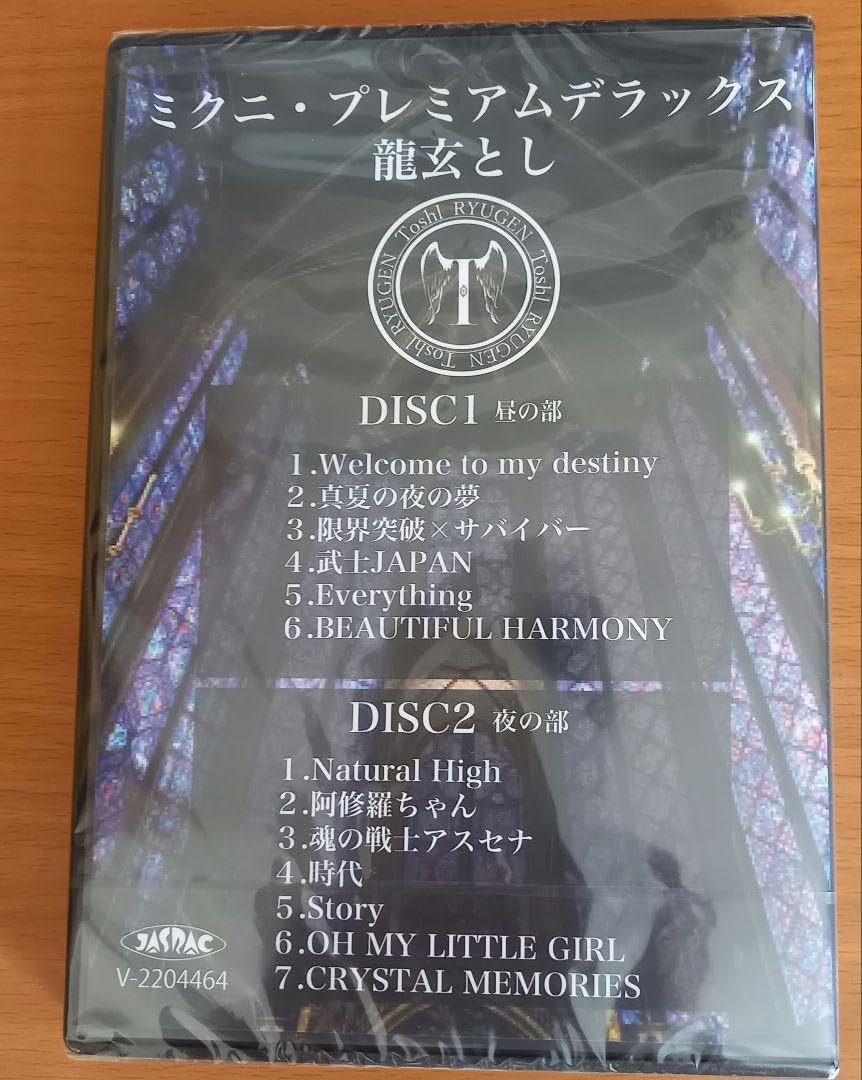 ミクニ・プレミアムデラックス
龍玄とし
Toshl RYUGEN Toshl RYUGEN Toshl RYUGEN
T
DISC1 昼の部
1.Welcome to my destiny
2.真夏の夜の夢
3.限界突破×サバイバー
4.武士JAPAN
5.Everything
6.BEAUTIFUL HARMONY
DISC2 夜の部
1.Natural High
2.阿修羅ちゃん
3.魂の戦士アスセナ
4.時代
5.Story
6.OH MY LITTLE GIRL
7.CRYSTAL MEMORIES
JASRAC
V-2204464